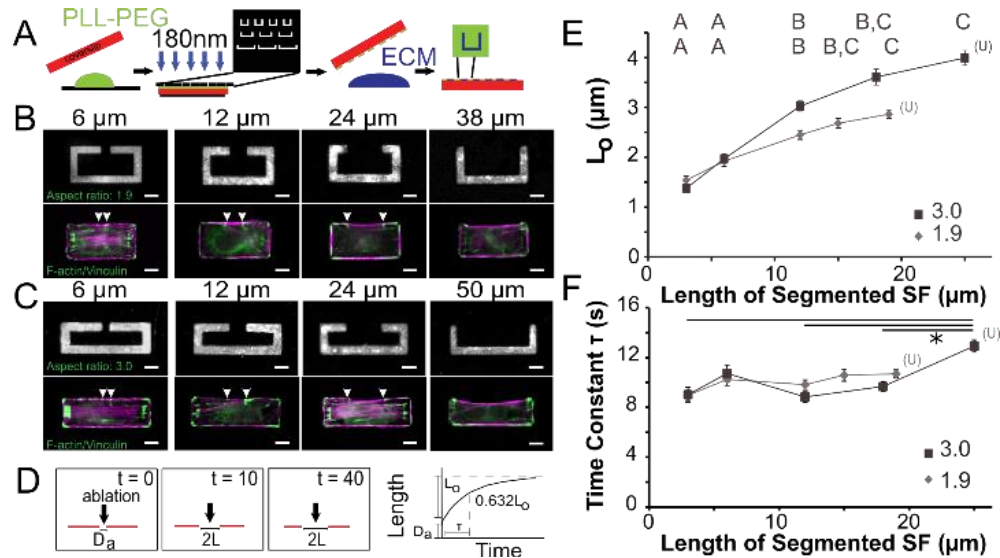 A
PLL-PEG
coverslip
180nm
ECM
B
6 μm 12 μm 24 μm 38 μm
Aspect ratio: 1.9
F-actin/Vinculin
C
6 μm 12 μm 24 μm 50 μm
Aspect ratio: 3.0
F-actin/Vinculin
D
t = 0
ablation
Da
t = 10
2L
t = 40
2L
Length
Lo
0.632Lo
Da
τ
Time
E
A A B B,C C
A A B B,C C
(U)
(U)
Lo (μm)
4
3
2
1
0
3.0
1.9
0 10 20
Length of Segmented SF (μm)
F
Time Constant τ (s)
16
12
8
4
0
*
(U)
(U)
3.0
1.9
0 10 20
Length of Segmented SF (μm)